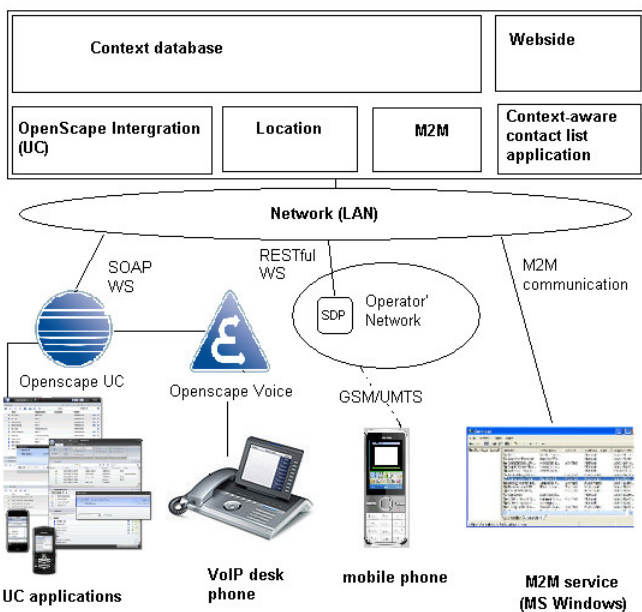 Context database
Webside
OpenScape Intergration
(UC)
Location
M2M
Context-aware
contact list
application
Network (LAN)
SOAP
WS
RESTful
WS
M2M
communication
SDP
Operator'
Network
Openscape UC
Openscape Voice
GSM/UMTS
UC applications
VoIP desk
phone
mobile phone
M2M service
(MS Windows)